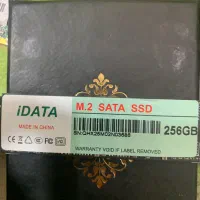 iDATA
MADE IN CHINA
M.2 SATA SSD
256GB
WARRANTY VOID IF LABEL REMOVED